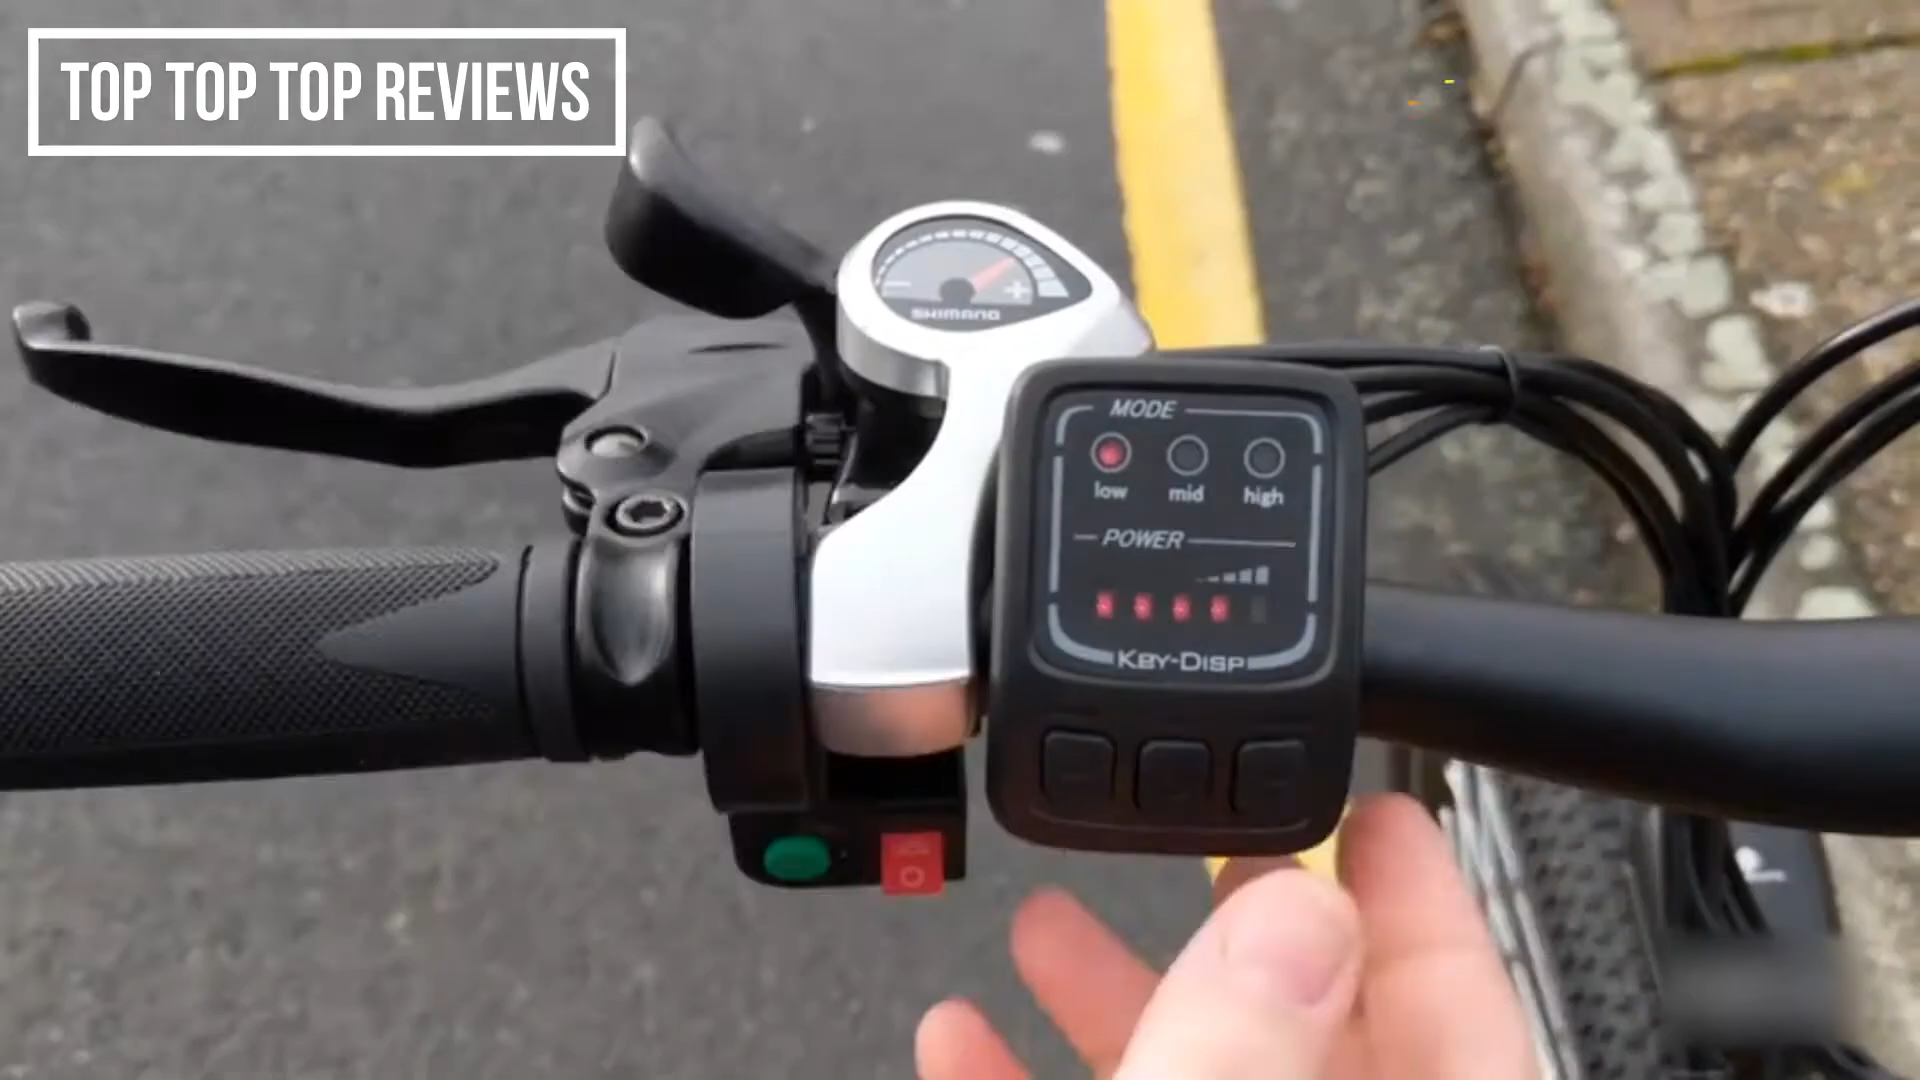 TOP TOP TOP REVIEWS
SHIMANO
MODE
low mid high
POWER
KEY-DISP